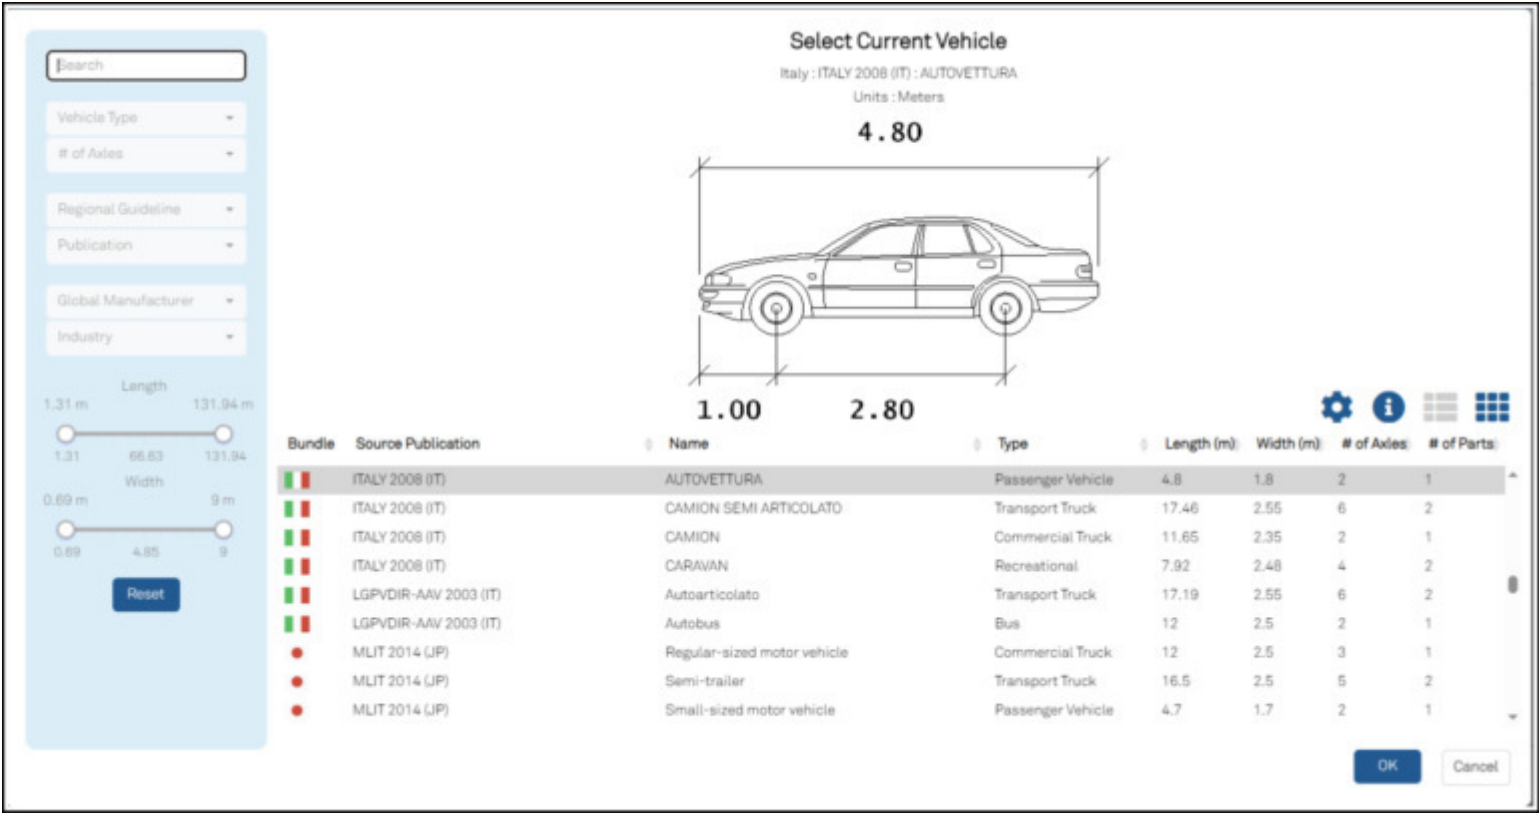 Search
Vehicle Type
# of Axles
Regional Guideline
Publication
Global Manufacturer
Industry
Length
1.31 m 131.94 m
1.31 66.63 131.94
Width
0.69 m 9 m
0.69 4.85 9
Reset
Select Current Vehicle
Italy : ITALY 2008 (IT) : AUTOVETTURA
Units : Meters
4.80
1.00 2.80
Bundle Source Publication Name Type Length (m) Width (m) # of Axles # of Parts
ITALY 2008 (IT) AUTOVETTURA Passenger Vehicle 4.8 1.8 2 1
ITALY 2008 (IT) CAMION SEMI ARTICOLATO Transport Truck 17.46 2.55 6 2
ITALY 2008 (IT) CAMION Commercial Truck 11.65 2.35 2 1
ITALY 2008 (IT) CARAVAN Recreational 7.92 2.48 4 2
LGPVDIR-AAV 2003 (IT) Autoarticolato Transport Truck 17.19 2.55 6 2
LGPVDIR-AAV 2003 (IT) Autobus Bus 12 2.5 2 1
MLIT 2014 (JP) Regular-sized motor vehicle Commercial Truck 12 2.5 3 1
MLIT 2014 (JP) Semi-trailer Transport Truck 16.5 2.5 5 2
MLIT 2014 (JP) Small-sized motor vehicle Passenger Vehicle 4.7 1.7 2 1
OK Cancel